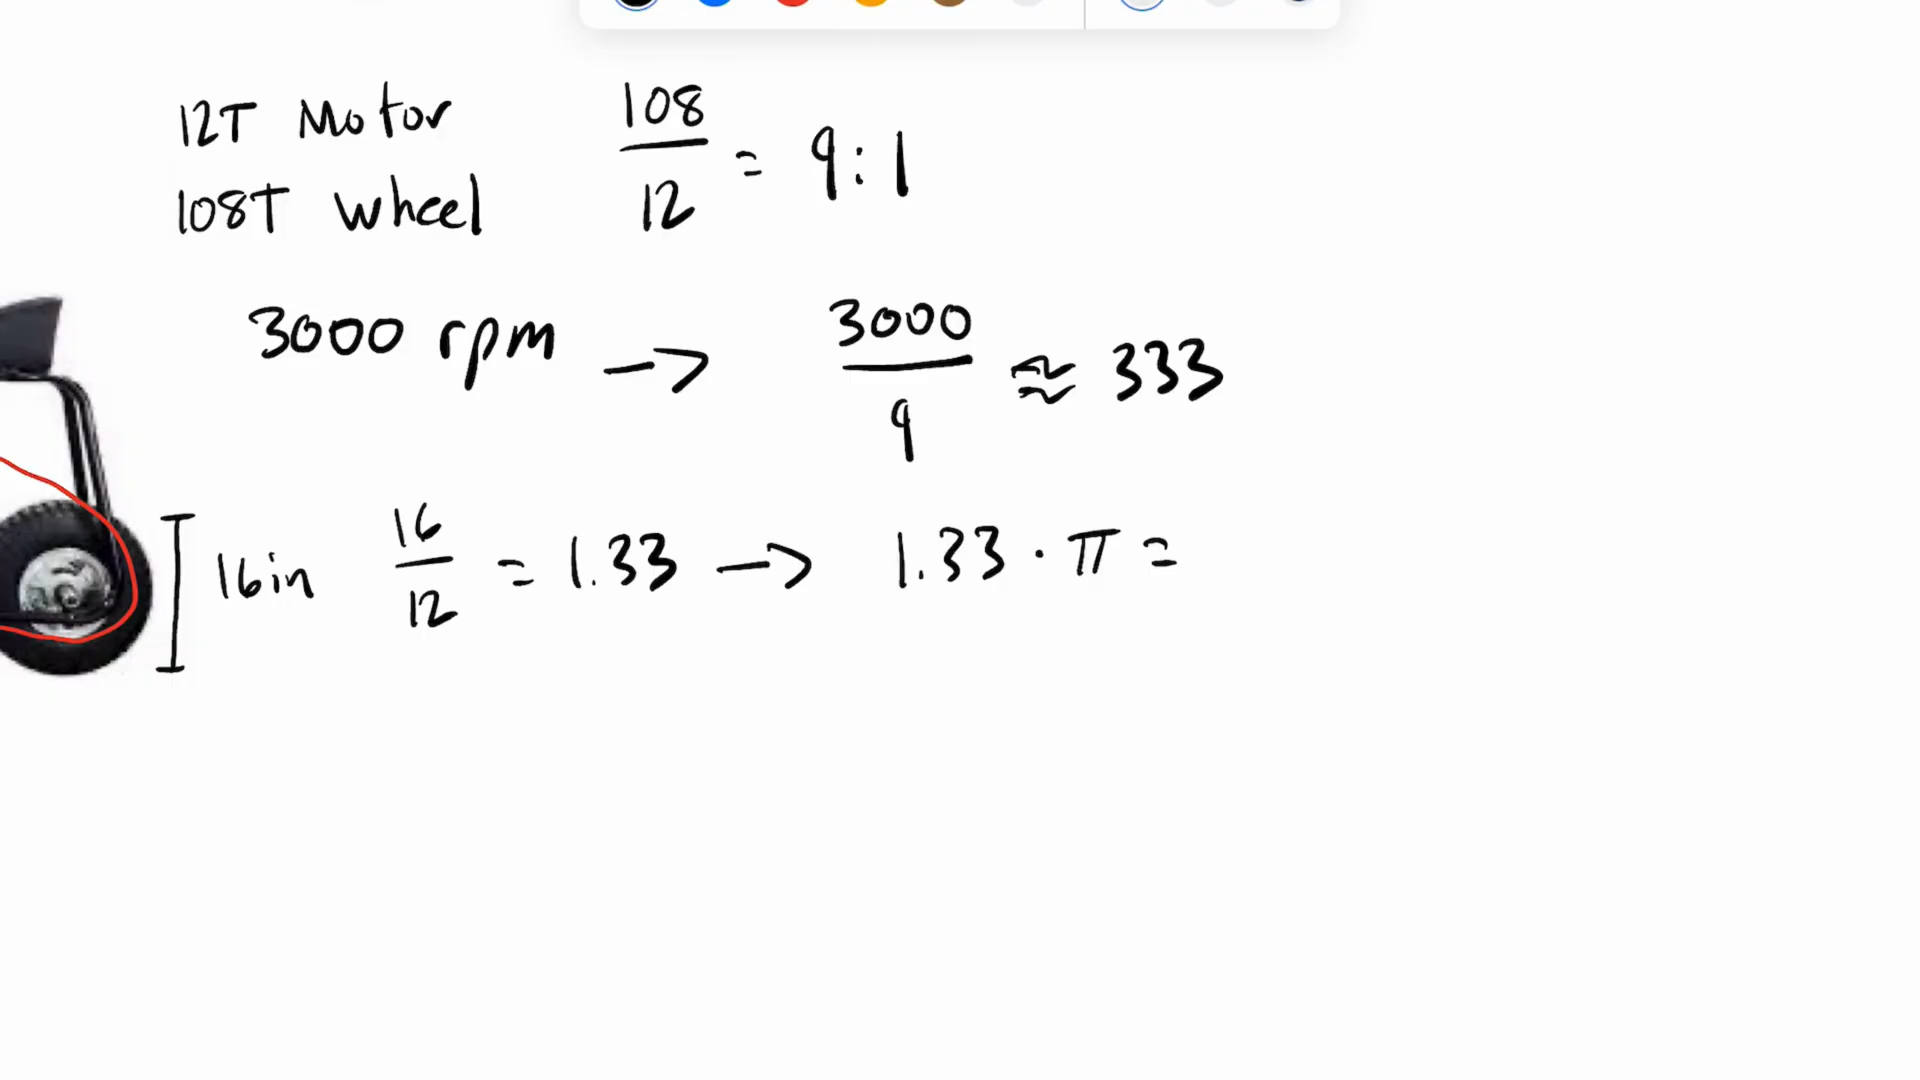 12T Motor 108/12 = 9:1
108T wheel
3000 rpm -> 3000/9 ≈ 333
16in 16/12 = 1.33 -> 1.33 · π =